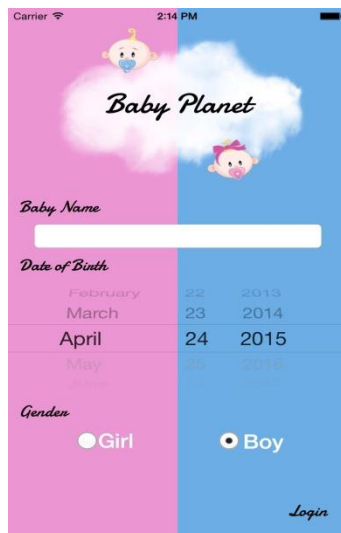 Carrier 2:14 PM
Baby Planet
Baby Name
Date of Birth
February 22 2013
March 23 2014
April 24 2015
May 25 2016
Gender
Girl Boy
Login